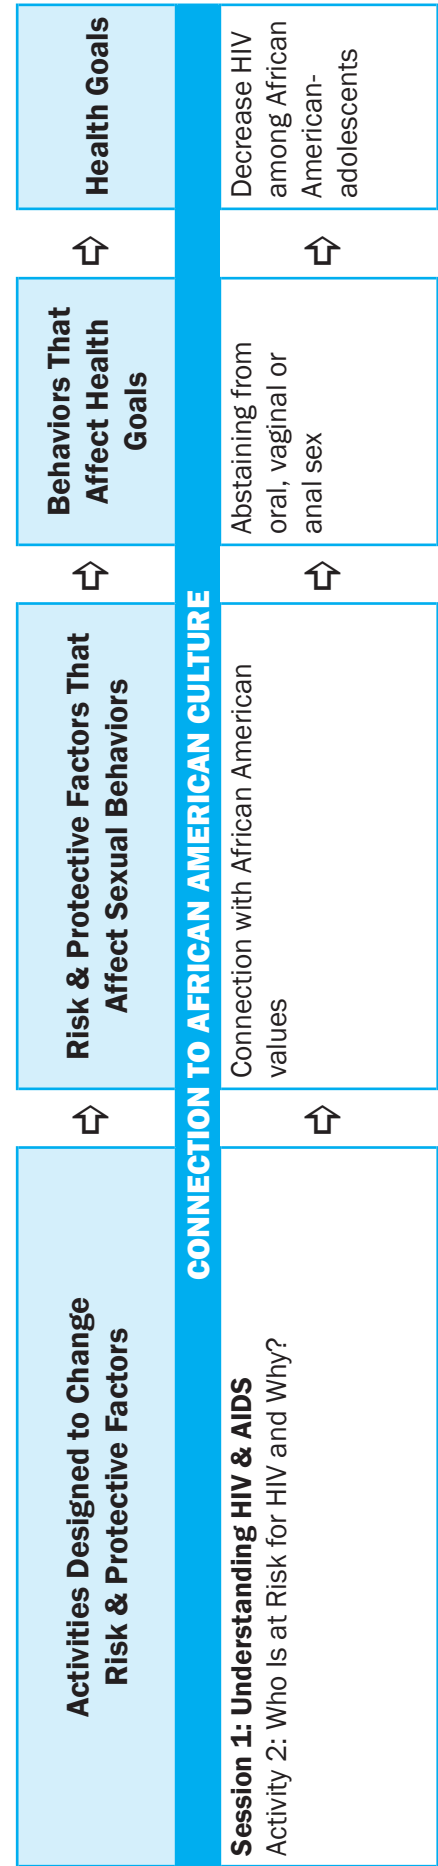 Activities Designed to Change
Risk & Protective Factors
Risk & Protective Factors That
Affect Sexual Behaviors
Behaviors That
Affect Health
Goals
Health Goals
CONNECTION TO AFRICAN AMERICAN CULTURE
Session 1: Understanding HIV & AIDS
Activity 2: Who Is at Risk for HIV and Why?
Connection with African American
values
Abstaining from
oral, vaginal or
anal sex
Decrease HIV
among African
American-
adolescents